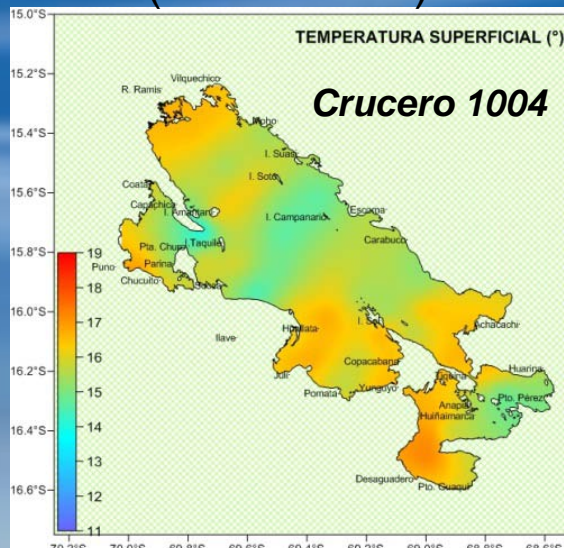 15.0°S
TEMPERATURA SUPERFICIAL (°)
15.2°S
Vilquechico
R. Ramis
Crucero 1004
15.4°S
Moho
I. Suasi
I. Soto
15.6°S
Coata
Capachica
I. Amantani
I. Campanario
Escoma
Carabuco
15.8°S
19
Pta. Churo
I.Taquile
Puno
Parina
18
Chucuito
17
16.0°S
I. Sol
Achacachi
Ilave
16
Copacabana
16.2°S
Juli
Huarina
15
Pomata
Yunguyo
Pto. Pérez
Anapia
14
Huiñaimarca
16.4°S
13
Desaguadero
Pto. Guaqui
16.6°S
12
11